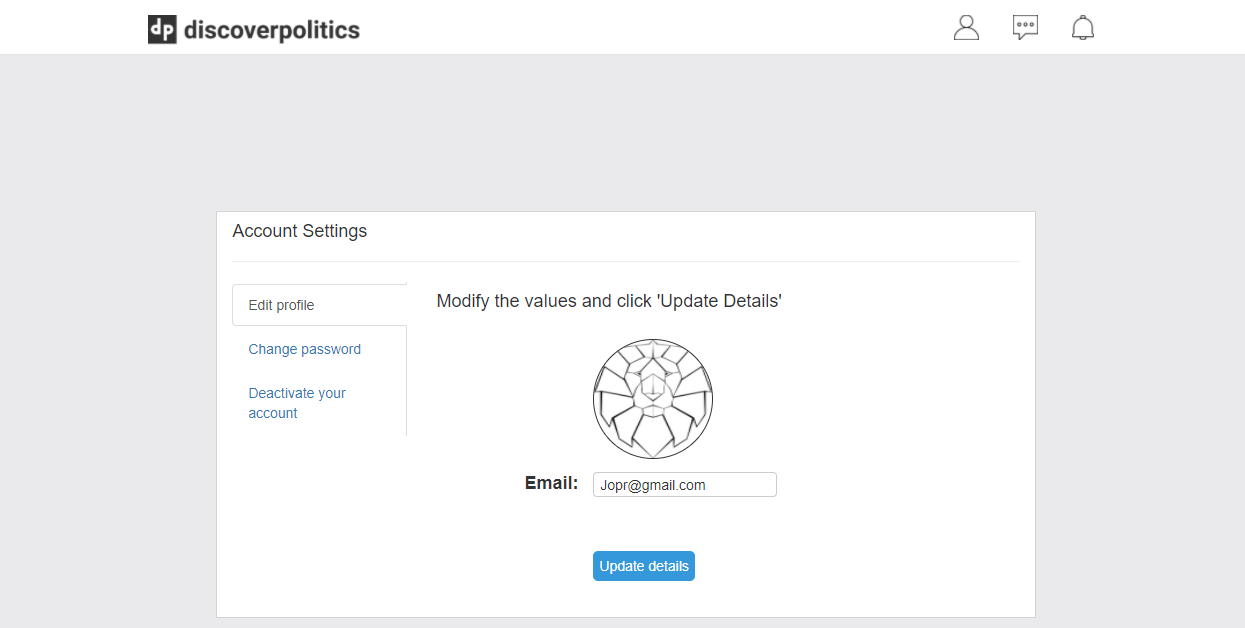 dp discoverpolitics
Account Settings
Edit profile
Change password
Deactivate your
account
Modify the values and click 'Update Details'
Email: Jopr@gmail.com
Update details